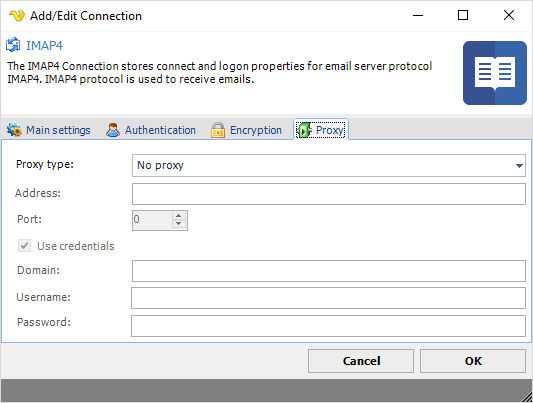 Add/Edit Connection
IMAP4
The IMAP4 Connection stores connect and logon properties for email server protocol
IMAP4. IMAP4 protocol is used to receive emails.
Main settings Authentication Encryption Proxy
Proxy type: No proxy
Address:
Port: 0
Use credentials
Domain:
Username:
Password:
Cancel OK